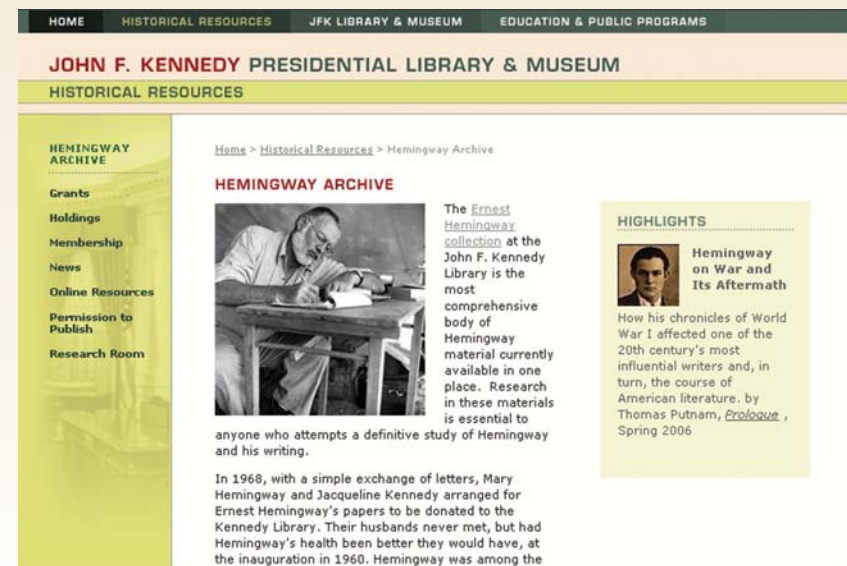 HOME HISTORICAL RESOURCES JFK LIBRARY & MUSEUM EDUCATION & PUBLIC PROGRAMS
JOHN F. KENNEDY PRESIDENTIAL LIBRARY & MUSEUM
HISTORICAL RESOURCES
HEMINGWAY
ARCHIVE
Grants
Holdings
Membership
News
Online Resources
Permission to
Publish
Research Room
Home > Historical Resources > Hemingway Archive
HEMINGWAY ARCHIVE
The Ernest
Hemingway
collection at the
John F. Kennedy
Library is the
most
comprehensive
body of
Hemingway
material currently
available in one
place. Research
in these materials
is essential to
anyone who attempts a definitive study of Hemingway
and his writing.
In 1968, with a simple exchange of letters, Mary
Hemingway and Jacqueline Kennedy arranged for
Ernest Hemingway's papers to be donated to the
Kennedy Library. Their husbands never met, but had
Hemingway's health been better they would have, at
the inauguration in 1960. Hemingway was among the
HIGHLIGHTS
Hemingway
on War and
Its Aftermath
How his chronicles of World
War I affected one of the
20th century's most
influential writers and, in
turn, the course of
American literature. by
Thomas Putnam, Prologue ,
Spring 2006